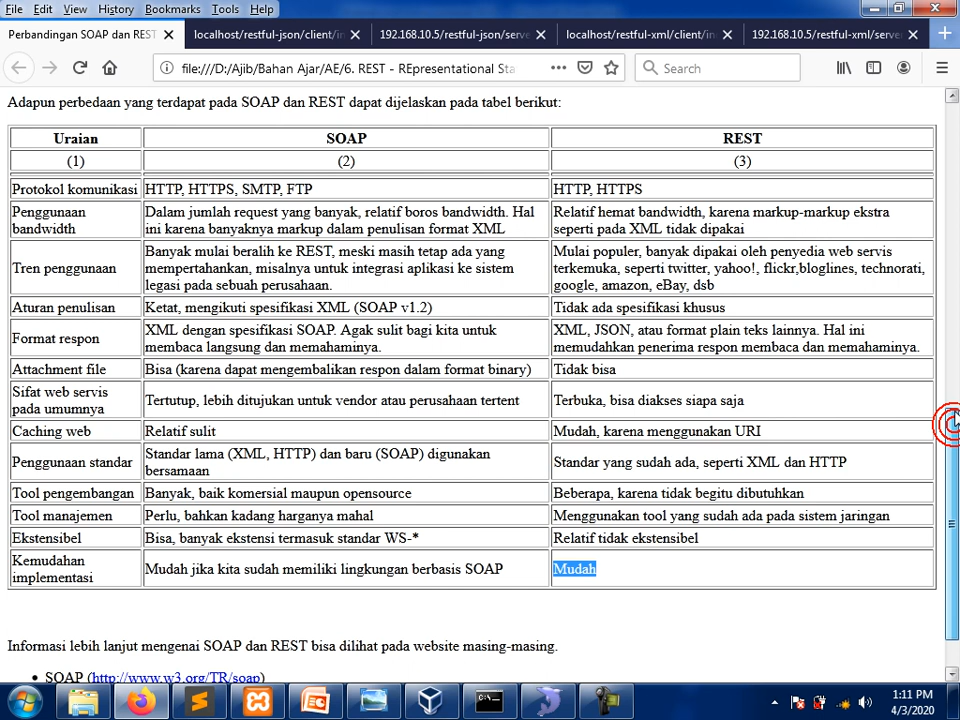 File Edit View History Bookmarks Tools Help
Perbandingan SOAP dan REST
localhost/restful-json/client/in
192.168.10.5/restful-json/serve
localhost/restful-xml/client/in
192.168.10.5/restful-xml/server
file:///D:/Ajib/Bahan Ajar/AE/6. REST - REpresentational Sta
Search
Adapun perbedaan yang terdapat pada SOAP dan REST dapat dijelaskan pada tabel berikut:
Uraian SOAP REST
(1) (2) (3)
Protokol komunikasi HTTP, HTTPS, SMTP, FTP HTTP, HTTPS
Penggunaan
bandwidth
Dalam jumlah request yang banyak, relatif boros bandwidth. Hal
ini karena banyaknya markup dalam penulisan format XML
Relatif hemat bandwidth, karena markup-markup ekstra
seperti pada XML tidak dipakai
Tren penggunaan
Banyak mulai beralih ke REST, meski masih tetap ada yang
mempertahankan, misalnya untuk integrasi aplikasi ke sistem
legasi pada sebuah perusahaan.
Mulai populer, banyak dipakai oleh penyedia web servis
terkemuka, seperti twitter, yahoo!, flickr,bloglines, technorati,
google, amazon, eBay, dsb
Aturan penulisan Ketat, mengikuti spesifikasi XML (SOAP v1.2) Tidak ada spesifikasi khusus
Format respon
XML dengan spesifikasi SOAP. Agak sulit bagi kita untuk
membaca langsung dan memahaminya.
XML, JSON, atau format plain teks lainnya. Hal ini
memudahkan penerima respon membaca dan memahaminya.
Attachment file Bisa (karena dapat mengembalikan respon dalam format binary) Tidak bisa
Sifat web servis
pada umumnya
Tertutup, lebih ditujukan untuk vendor atau perusahaan tertent
Terbuka, bisa diakses siapa saja
Caching web Relatif sulit Mudah, karena menggunakan URI
Penggunaan standar
Standar lama (XML, HTTP) dan baru (SOAP) digunakan
bersamaan
Standar yang sudah ada, seperti XML dan HTTP
Tool pengembangan Banyak, baik komersial maupun opensource Beberapa, karena tidak begitu dibutuhkan
Tool manajemen Perlu, bahkan kadang harganya mahal Menggunakan tool yang sudah ada pada sistem jaringan
Ekstensibel Bisa, banyak ekstensi termasuk standar WS-* Relatif tidak ekstensibel
Kemudahan
implementasi
Mudah jika kita sudah memiliki lingkungan berbasis SOAP
Mudah
Informasi lebih lanjut mengenai SOAP dan REST bisa dilihat pada website masing-masing.
SOAP (http://www.w3.org/TR/soap)
1:11 PM
4/3/2020